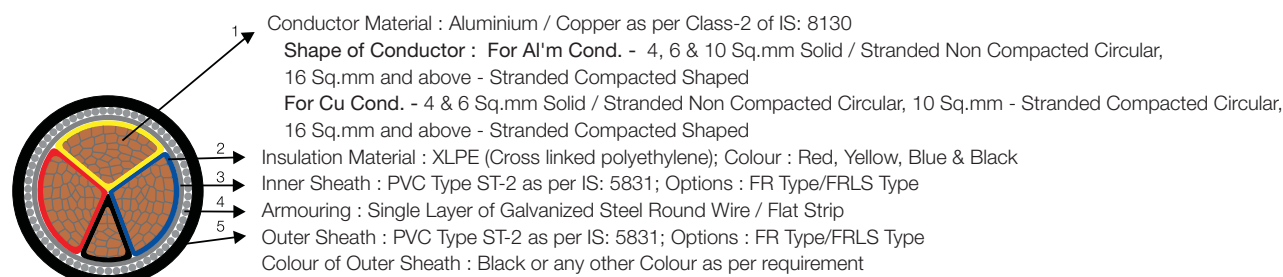 1 Conductor Material : Aluminium / Copper as per Class-2 of IS: 8130
Shape of Conductor : For Al'm Cond. - 4, 6 & 10 Sq.mm Solid / Stranded Non Compacted Circular,
16 Sq.mm and above - Stranded Compacted Shaped
For Cu Cond. - 4 & 6 Sq.mm Solid / Stranded Non Compacted Circular, 10 Sq.mm - Stranded Compacted Circular,
16 Sq.mm and above - Stranded Compacted Shaped
2 Insulation Material : XLPE (Cross linked polyethylene); Colour : Red, Yellow, Blue & Black
3 Inner Sheath : PVC Type ST-2 as per IS: 5831; Options : FR Type/FRLS Type
4 Armouring : Single Layer of Galvanized Steel Round Wire / Flat Strip
5 Outer Sheath : PVC Type ST-2 as per IS: 5831; Options : FR Type/FRLS Type
Colour of Outer Sheath : Black or any other Colour as per requirement